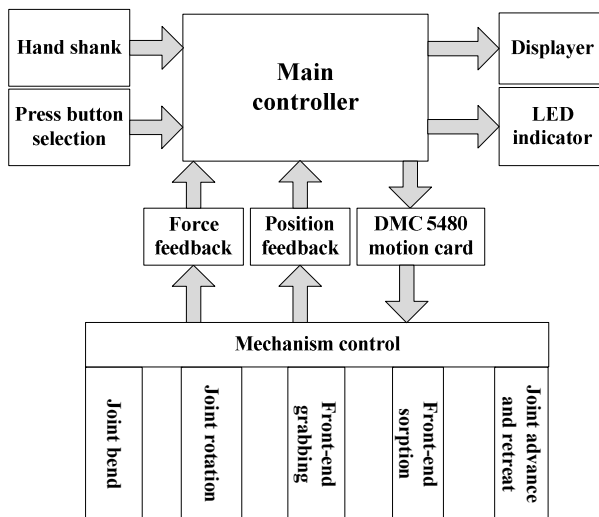 Hand shank
Press button
selection
Main
controller
Displayer
LED
indicator
Force
feedback
Position
feedback
DMC 5480
motion card
Mechanism control
Joint bend
Joint rotation
Front-end
grabbing
Front-end
sorption
Joint advance
and retreat